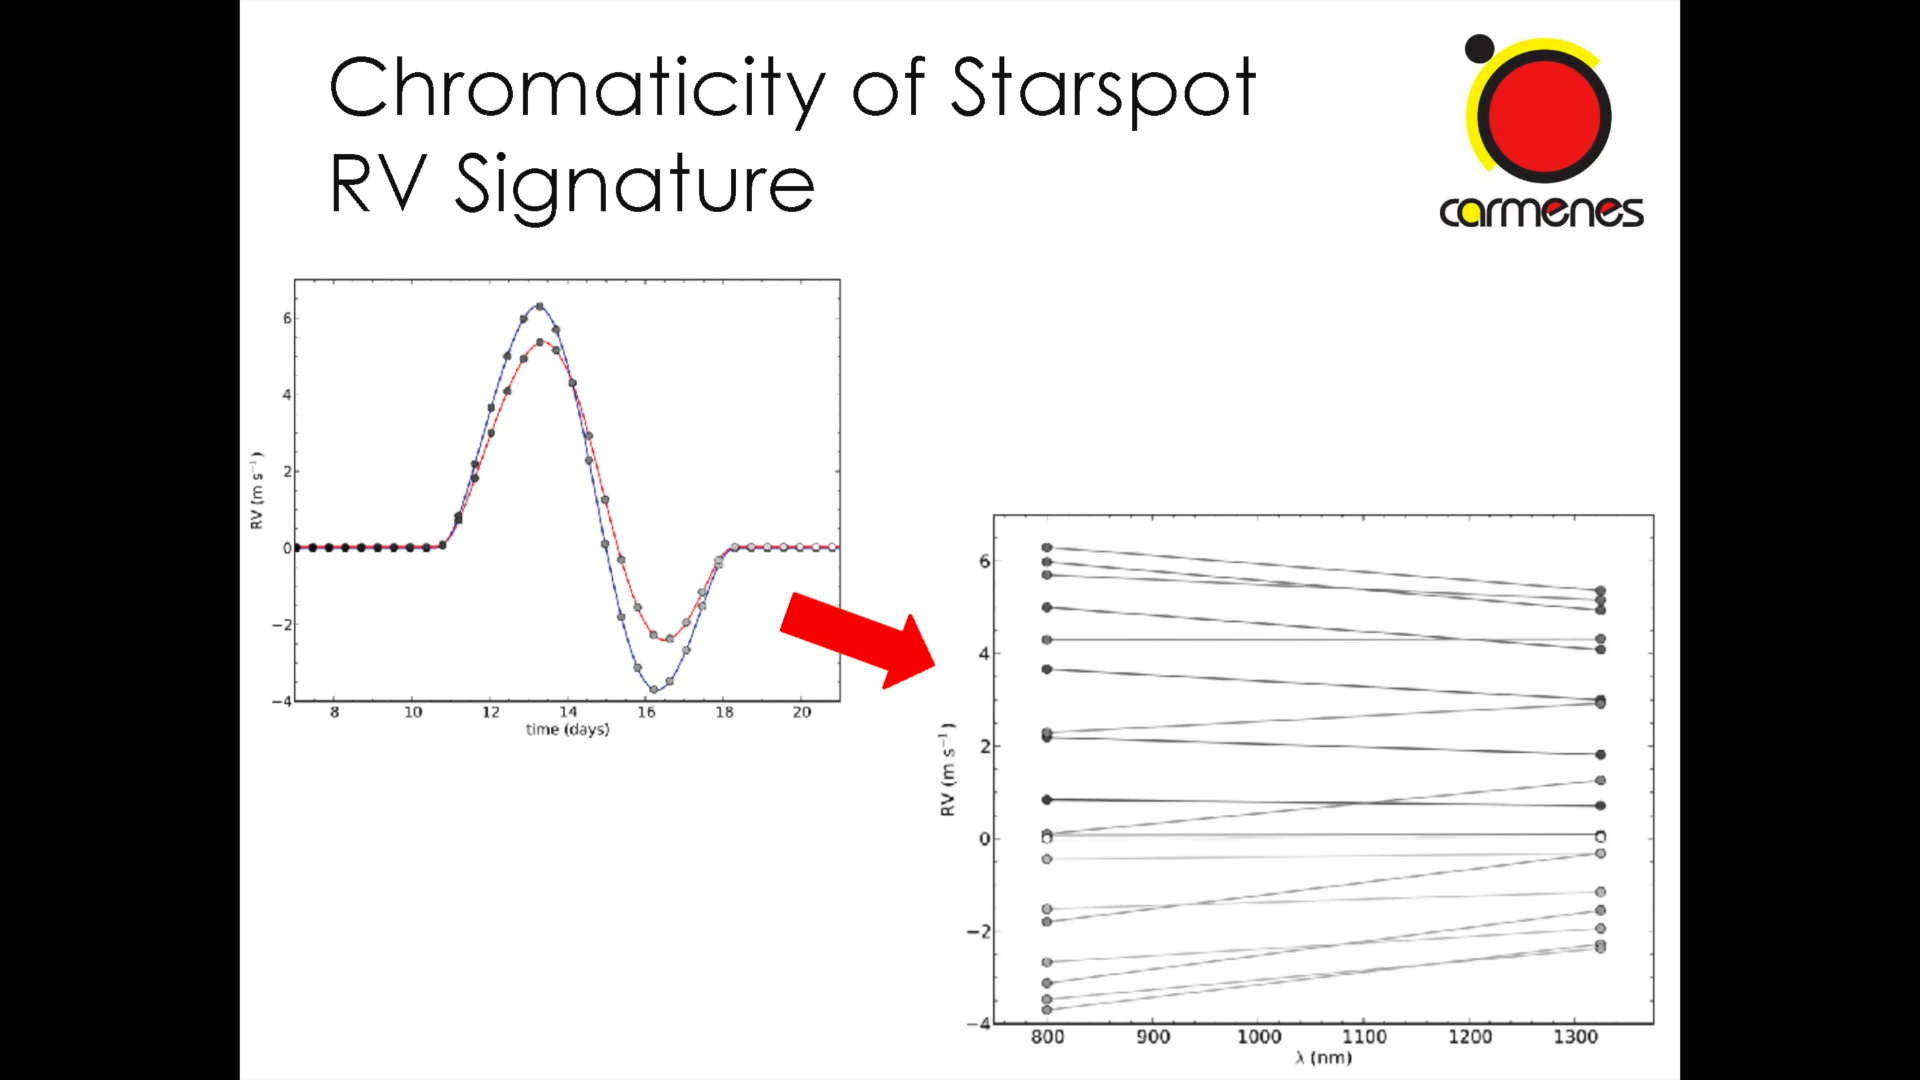 Chromaticity of Starspot
RV Signature
carmenes
6
4
2
0
−2
−4
RV (m s⁻¹)
8 10 12 14 16 18 20
time (days)
6
4
2
0
−2
−4
RV (m s⁻¹)
800 900 1000 1100 1200 1300
λ (nm)